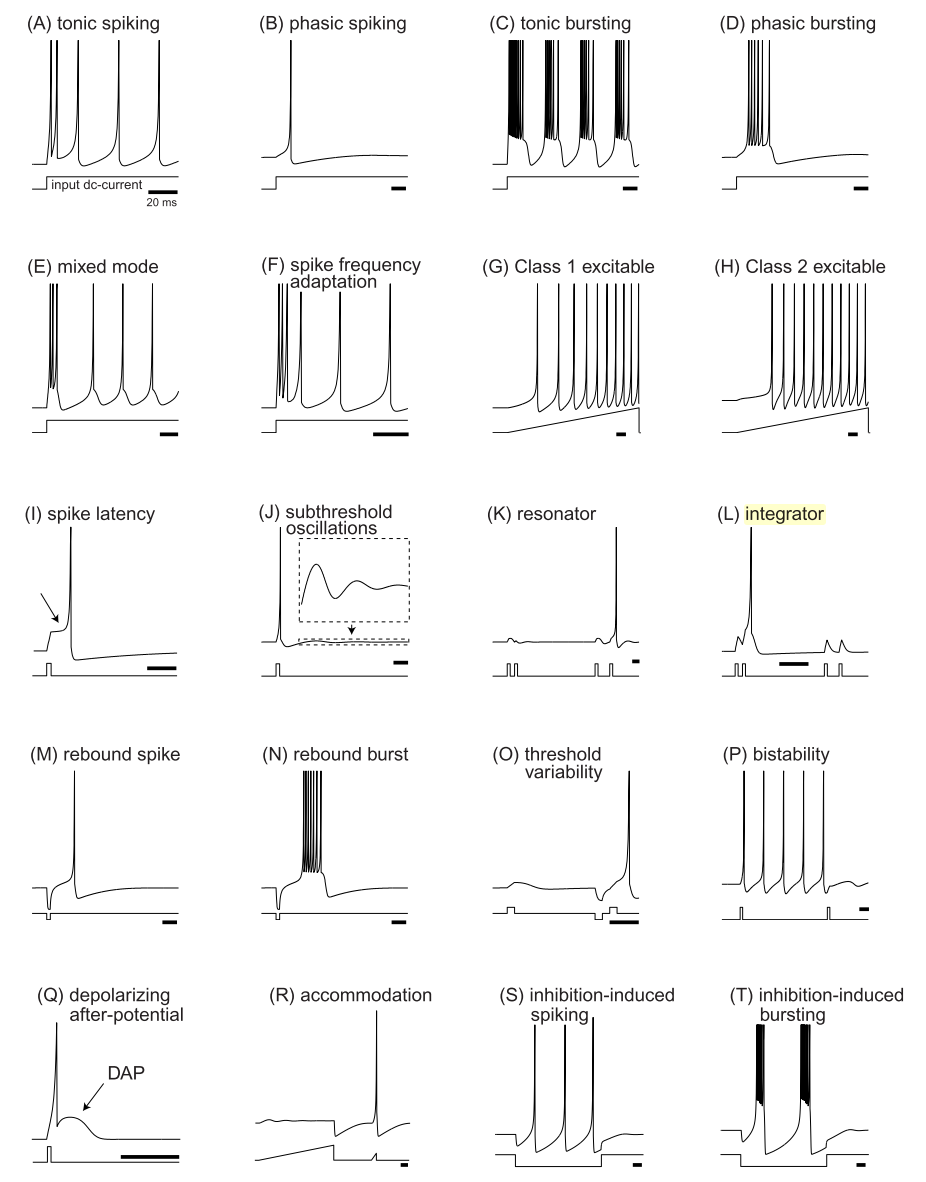 (A) tonic spiking
(B) phasic spiking
(C) tonic bursting
(D) phasic bursting
input dc-current
20 ms
(E) mixed mode
(F) spike frequency
adaptation
(G) Class 1 excitable
(H) Class 2 excitable
(I) spike latency
(J) subthreshold
oscillations
(K) resonator
(L) integrator
(M) rebound spike
(N) rebound burst
(O) threshold
variability
(P) bistability
(Q) depolarizing
after-potential
DAP
(R) accommodation
(S) inhibition-induced
spiking
(T) inhibition-induced
bursting